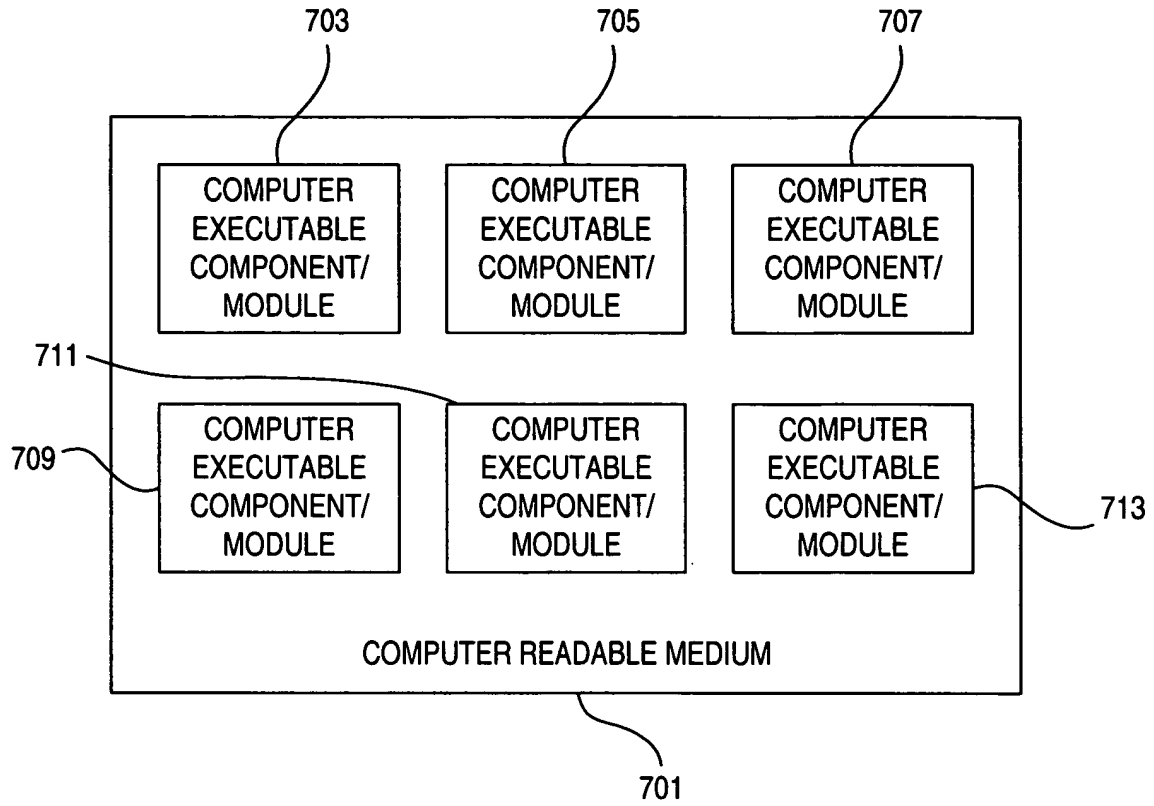 703
705
707
COMPUTER
EXECUTABLE
COMPONENT/
MODULE
COMPUTER
EXECUTABLE
COMPONENT/
MODULE
COMPUTER
EXECUTABLE
COMPONENT/
MODULE
711
709
COMPUTER
EXECUTABLE
COMPONENT/
MODULE
COMPUTER
EXECUTABLE
COMPONENT/
MODULE
COMPUTER
EXECUTABLE
COMPONENT/
MODULE
713
COMPUTER READABLE MEDIUM
701